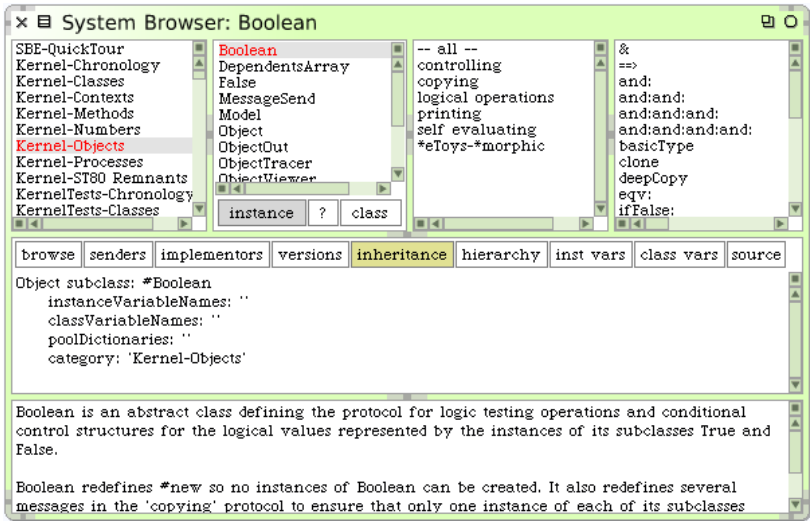 System Browser: Boolean
SBE-QuickTour
Kernel-Chronology
Kernel-Classes
Kernel-Contexts
Kernel-Methods
Kernel-Numbers
Kernel-Objects
Kernel-Processes
Kernel-ST80 Remnants
KernelTests-Chronology
KernelTests-Classes
Boolean
DependentsArray
False
MessageSend
Model
Object
ObjectOut
ObjectTracer
ObjectViewer
instance ? class
-- all --
controlling
copying
logical operations
printing
self evaluating
*eToys-*morphic
&
==>
and:
and:and:
and:and:and:
and:and:and:and:
basicType
clone
deepCopy
eqv:
ifFalse:
browse senders implementors versions inheritance hierarchy inst vars class vars source
Object subclass: #Boolean
instanceVariableNames: ''
classVariableNames: ''
poolDictionaries: ''
category: 'Kernel-Objects'
Boolean is an abstract class defining the protocol for logic testing operations and conditional
control structures for the logical values represented by the instances of its subclasses True and
False.
Boolean redefines #new so no instances of Boolean can be created. It also redefines several
messages in the 'copying' protocol to ensure that only one instance of each of its subclasses